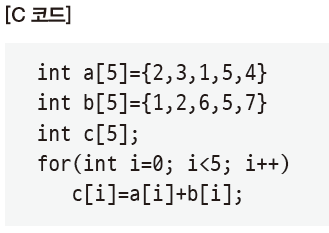 [C 코드]
int a[5]={2,3,1,5,4}
int b[5]={1,2,6,5,7}
int c[5];
for(int i=0; i<5; i++)
c[i]=a[i]+b[i];